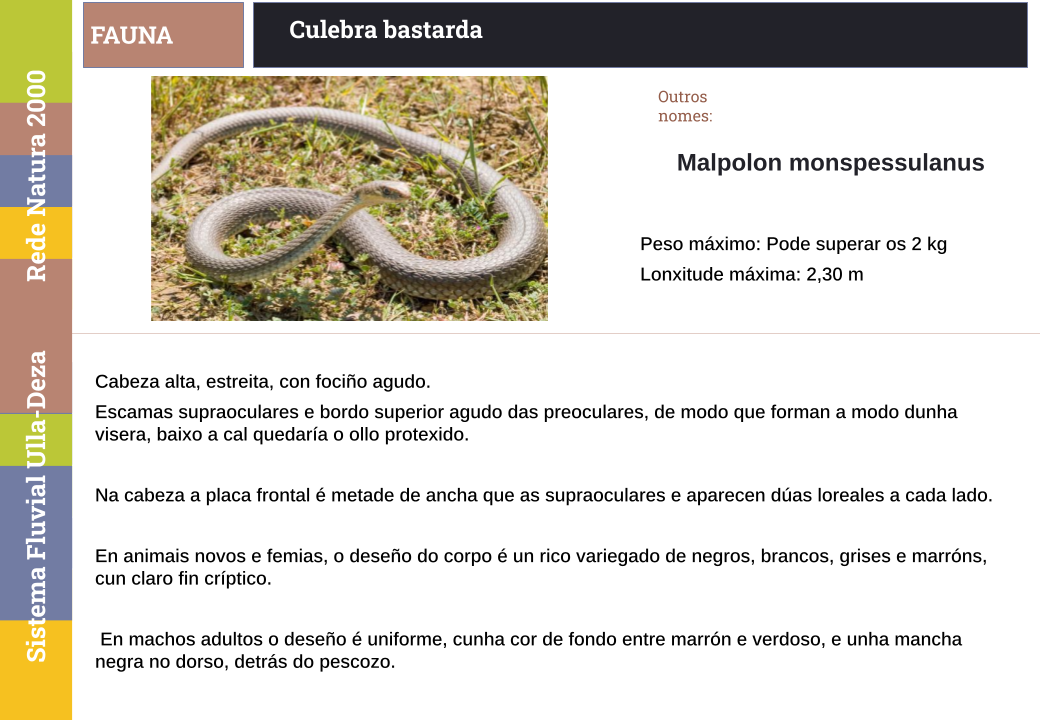 FAUNA
Culebra bastarda
Rede Natura 2000
Sistema Fluvial Ulla-Deza
Outros
nomes:
Malpolon monspessulanus
Peso máximo: Pode superar os 2 kg
Lonxitude máxima: 2,30 m
Cabeza alta, estreita, con fociño agudo.
Escamas supraoculares e bordo superior agudo das preoculares, de modo que forman a modo dunha
visera, baixo a cal quedaría o ollo protexido.
Na cabeza a placa frontal é metade de ancha que as supraoculares e aparecen dúas loreales a cada lado.
En animais novos e femias, o deseño do corpo é un rico variegado de negros, brancos, grises e marróns,
cun claro fin críptico.
En machos adultos o deseño é uniforme, cunha cor de fondo entre marrón e verdoso, e unha mancha
negra no dorso, detrás do pescozo.